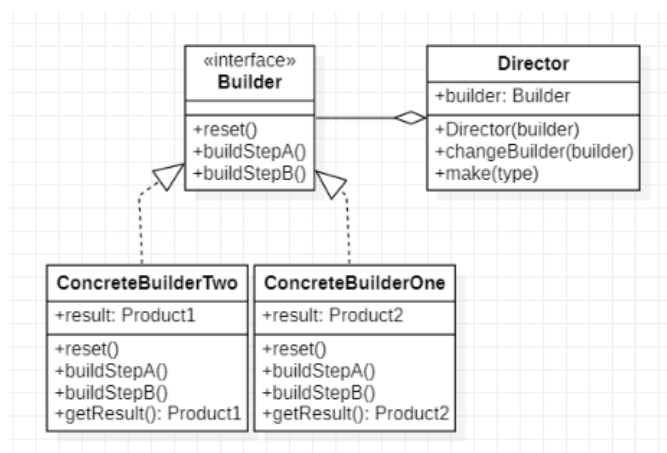 «interface»
Builder
+reset()
+buildStepA()
+buildStepB()
Director
+builder: Builder
+Director(builder)
+changeBuilder(builder)
+make(type)
ConcreteBuilderTwo
+result: Product1
+reset()
+buildStepA()
+buildStepB()
+getResult(): Product1
ConcreteBuilderOne
+result: Product2
+reset()
+buildStepA()
+buildStepB()
+getResult(): Product2